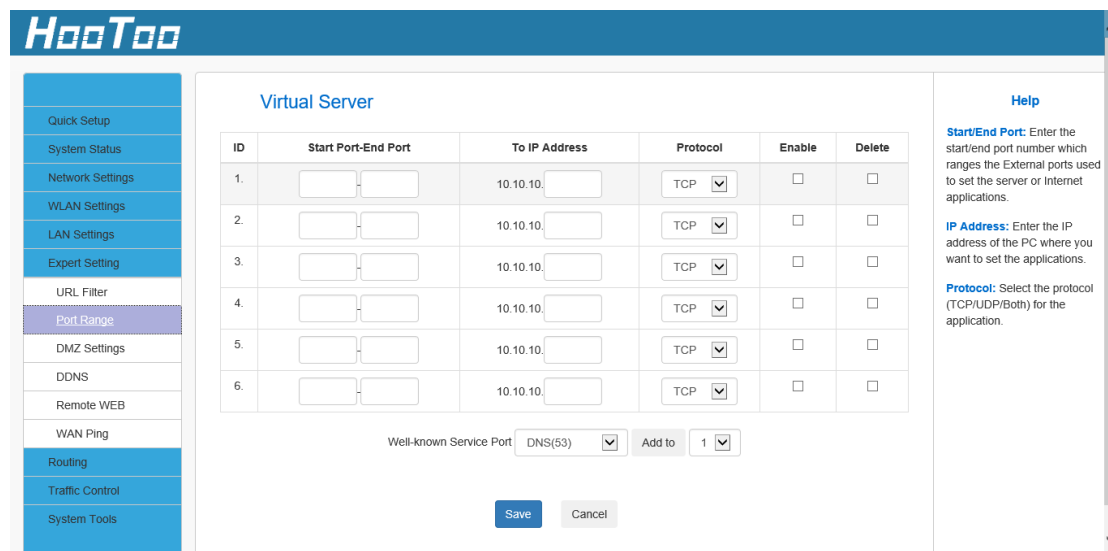 HooToo
Quick Setup
System Status
Network Settings
WLAN Settings
LAN Settings
Expert Setting
URL Filter
Port Range
DMZ Settings
DDNS
Remote WEB
WAN Ping
Routing
Traffic Control
System Tools
Virtual Server
ID Start Port-End Port To IP Address Protocol Enable Delete
1. - 10.10.10. TCP
2. - 10.10.10. TCP
3. - 10.10.10. TCP
4. - 10.10.10. TCP
5. - 10.10.10. TCP
6. - 10.10.10. TCP
Well-known Service Port DNS(53) Add to 1
Save Cancel
Help
Start/End Port: Enter the
start/end port number which
ranges the External ports used
to set the server or Internet
applications.
IP Address: Enter the IP
address of the PC where you
want to set the applications.
Protocol: Select the protocol
(TCP/UDP/Both) for the
application.